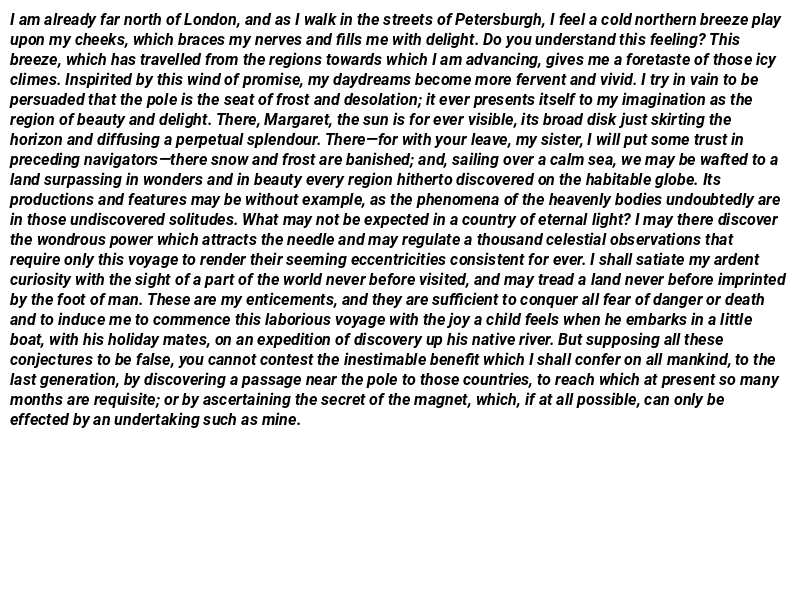 I am already far north of London, and as I walk in the streets of Petersburgh, I feel a cold northern breeze play
upon my cheeks, which braces my nerves and fills me with delight. Do you understand this feeling? This
breeze, which has travelled from the regions towards which I am advancing, gives me a foretaste of those icy
climes. Inspirited by this wind of promise, my daydreams become more fervent and vivid. I try in vain to be
persuaded that the pole is the seat of frost and desolation; it ever presents itself to my imagination as the
region of beauty and delight. There, Margaret, the sun is for ever visible, its broad disk just skirting the
horizon and diffusing a perpetual splendour. There—for with your leave, my sister, I will put some trust in
preceding navigators—there snow and frost are banished; and, sailing over a calm sea, we may be wafted to a
land surpassing in wonders and in beauty every region hitherto discovered on the habitable globe. Its
productions and features may be without example, as the phenomena of the heavenly bodies undoubtedly are
in those undiscovered solitudes. What may not be expected in a country of eternal light? I may there discover
the wondrous power which attracts the needle and may regulate a thousand celestial observations that
require only this voyage to render their seeming eccentricities consistent for ever. I shall satiate my ardent
curiosity with the sight of a part of the world never before visited, and may tread a land never before imprinted
by the foot of man. These are my enticements, and they are sufficient to conquer all fear of danger or death
and to induce me to commence this laborious voyage with the joy a child feels when he embarks in a little
boat, with his holiday mates, on an expedition of discovery up his native river. But supposing all these
conjectures to be false, you cannot contest the inestimable benefit which I shall confer on all mankind, to the
last generation, by discovering a passage near the pole to those countries, to reach which at present so many
months are requisite; or by ascertaining the secret of the magnet, which, if at all possible, can only be
effected by an undertaking such as mine.